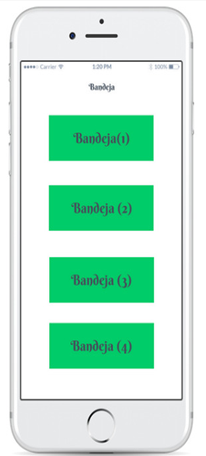 Carrier 1:20 PM 100%
Bandeja
Bandeja(1)
Bandeja (2)
Bandeja (3)
Bandeja (4)